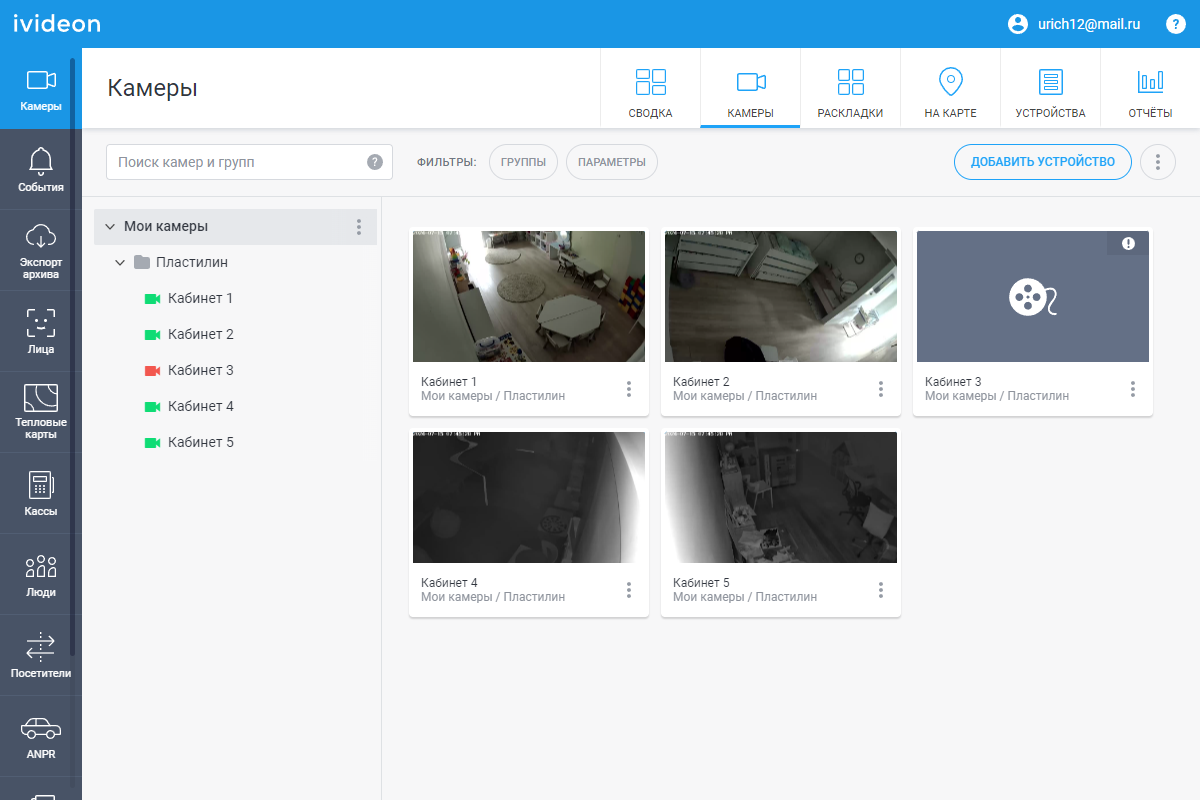 ivideon
urich12@mail.ru
?
Камеры
События
Экспорт
архива
Лица
Тепловые
карты
Кассы
Люди
Посетители
ANPR
Камеры
СВОДКА
КАМЕРЫ
РАСКЛАДКИ
НА КАРТЕ
УСТРОЙСТВА
ОТЧЁТЫ
Поиск камер и групп
?
ФИЛЬТРЫ:
ГРУППЫ
ПАРАМЕТРЫ
ДОБАВИТЬ УСТРОЙСТВО
Мои камеры
Пластилин
Кабинет 1
Кабинет 2
Кабинет 3
Кабинет 4
Кабинет 5
Кабинет 1
Мои камеры / Пластилин
Кабинет 2
Мои камеры / Пластилин
Кабинет 3
Мои камеры / Пластилин
Кабинет 4
Мои камеры / Пластилин
Кабинет 5
Мои камеры / Пластилин